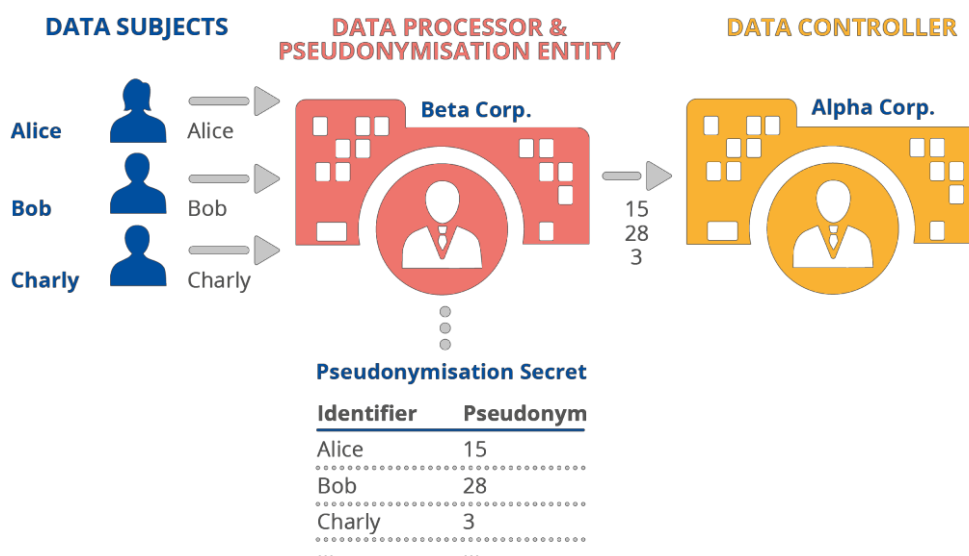 DATA SUBJECTS
DATA PROCESSOR &
PSEUDONYMISATION ENTITY
DATA CONTROLLER
Beta Corp.
Alpha Corp.
Alice
Alice
Bob
Bob
Charly
Charly
15
28
3
Pseudonymisation Secret
Identifier Pseudonym
Alice 15
Bob 28
Charly 3
... ...